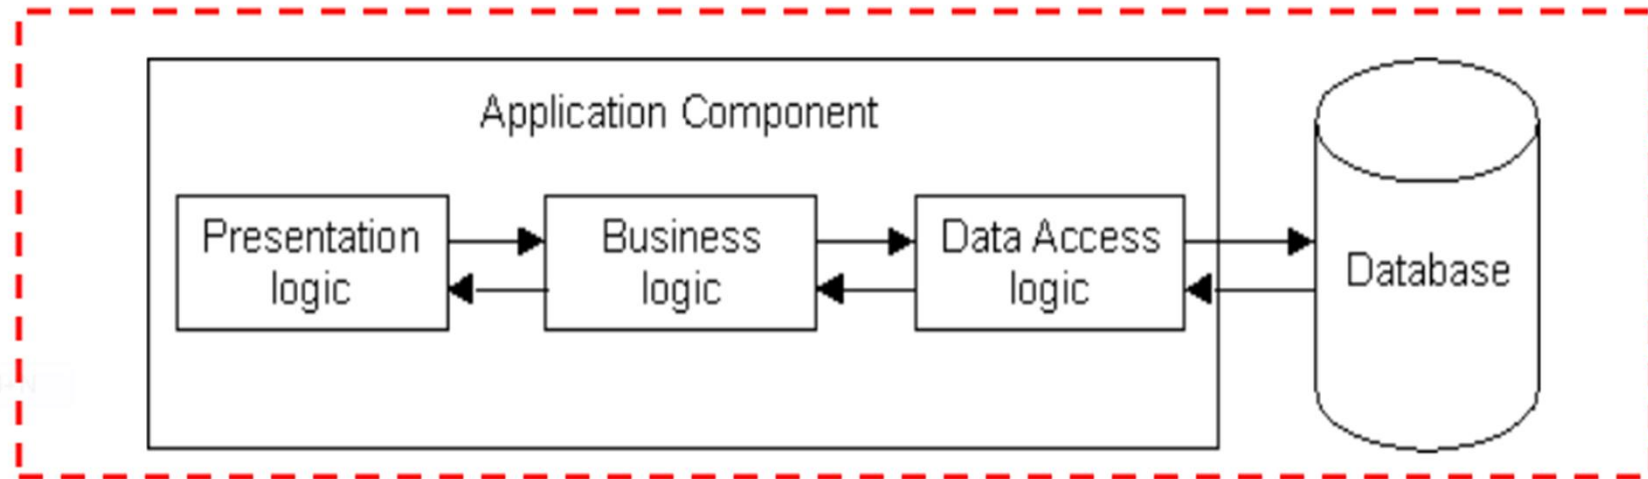 Application Component
Presentation
logic
Business
logic
Data Access
logic
Database